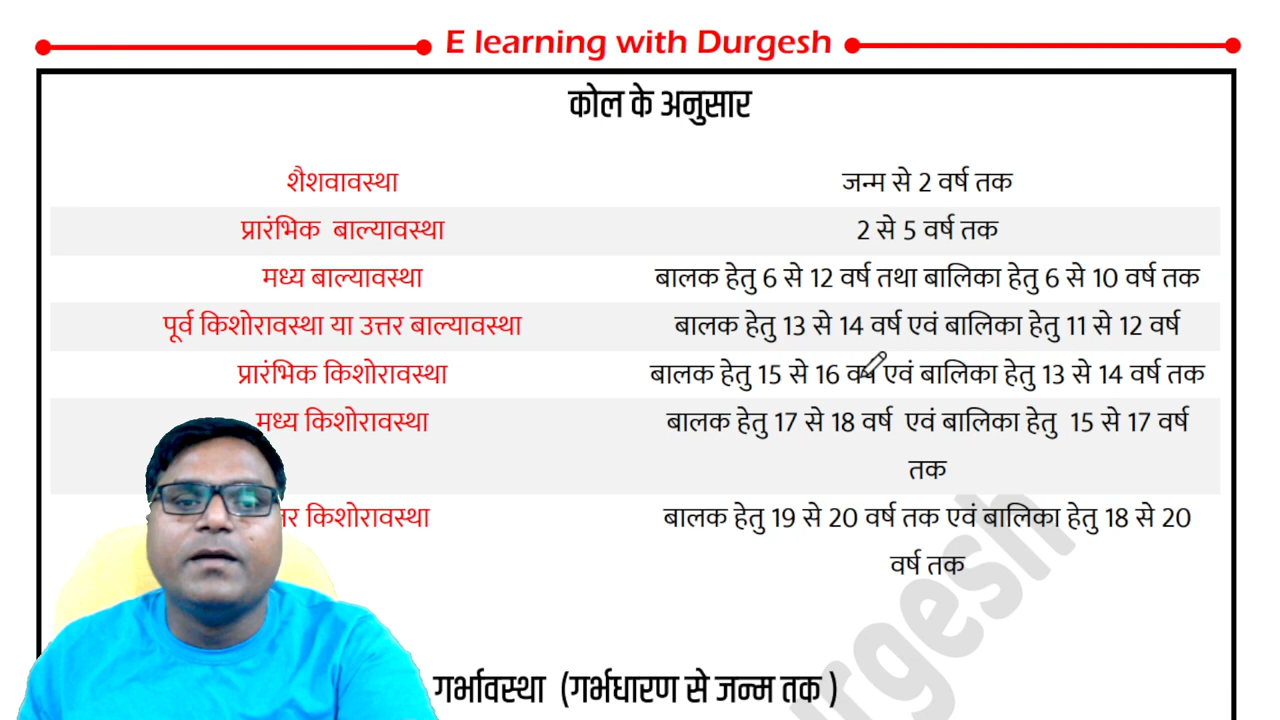 E learning with Durgesh
कोल के अनुसार
शैशवावस्था जन्म से 2 वर्ष तक
प्रारंभिक बाल्यावस्था 2 से 5 वर्ष तक
मध्य बाल्यावस्था बालक हेतु 6 से 12 वर्ष तथा बालिका हेतु 6 से 10 वर्ष तक
पूर्व किशोरावस्था या उत्तर बाल्यावस्था बालक हेतु 13 से 14 वर्ष एवं बालिका हेतु 11 से 12 वर्ष
प्रारंभिक किशोरावस्था बालक हेतु 15 से 16 वर्ष एवं बालिका हेतु 13 से 14 वर्ष तक
मध्य किशोरावस्था बालक हेतु 17 से 18 वर्ष एवं बालिका हेतु 15 से 17 वर्ष
तक
किशोरावस्था बालक हेतु 19 से 20 वर्ष तक एवं बालिका हेतु 18 से 20
वर्ष तक
गर्भावस्था (गर्भधारण से जन्म तक )